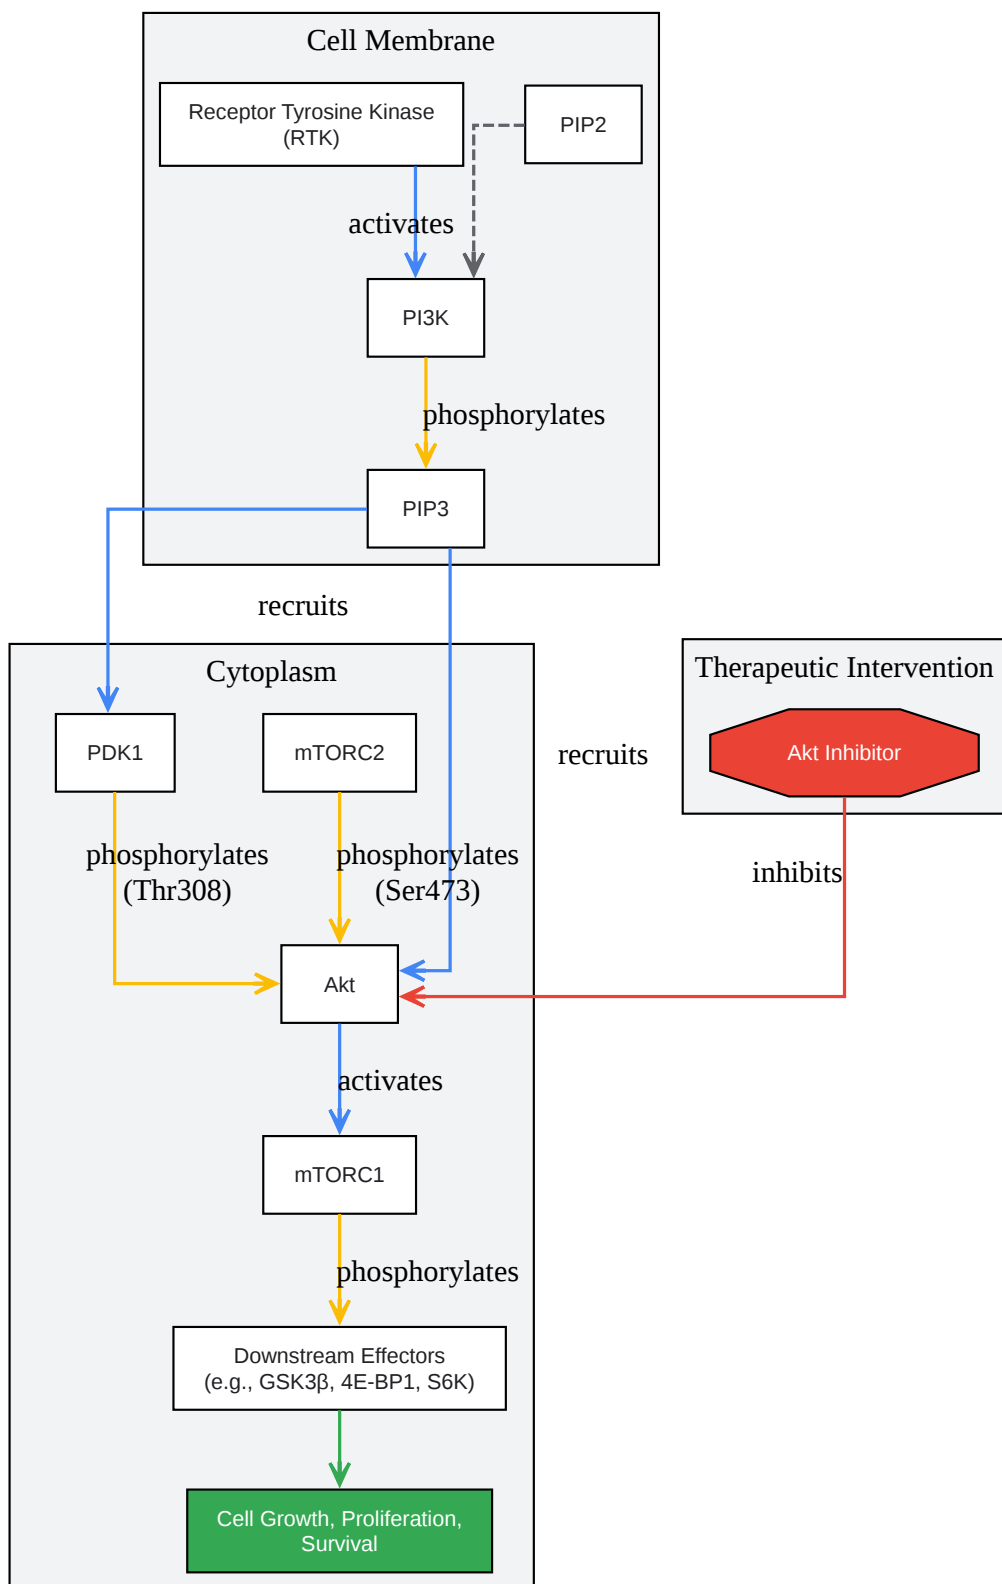 Cell Membrane
Receptor Tyrosine Kinase
(RTK)
PIP2
activates
PI3K
phosphorylates
PIP3
recruits
Cytoplasm
Therapeutic Intervention
PDK1
mTORC2
recruits
Akt Inhibitor
phosphorylates
(Thr308)
phosphorylates
(Ser473)
inhibits
Akt
activates
mTORC1
phosphorylates
Downstream Effectors
(e.g., GSK3β, 4E-BP1, S6K)
Cell Growth, Proliferation,
Survival